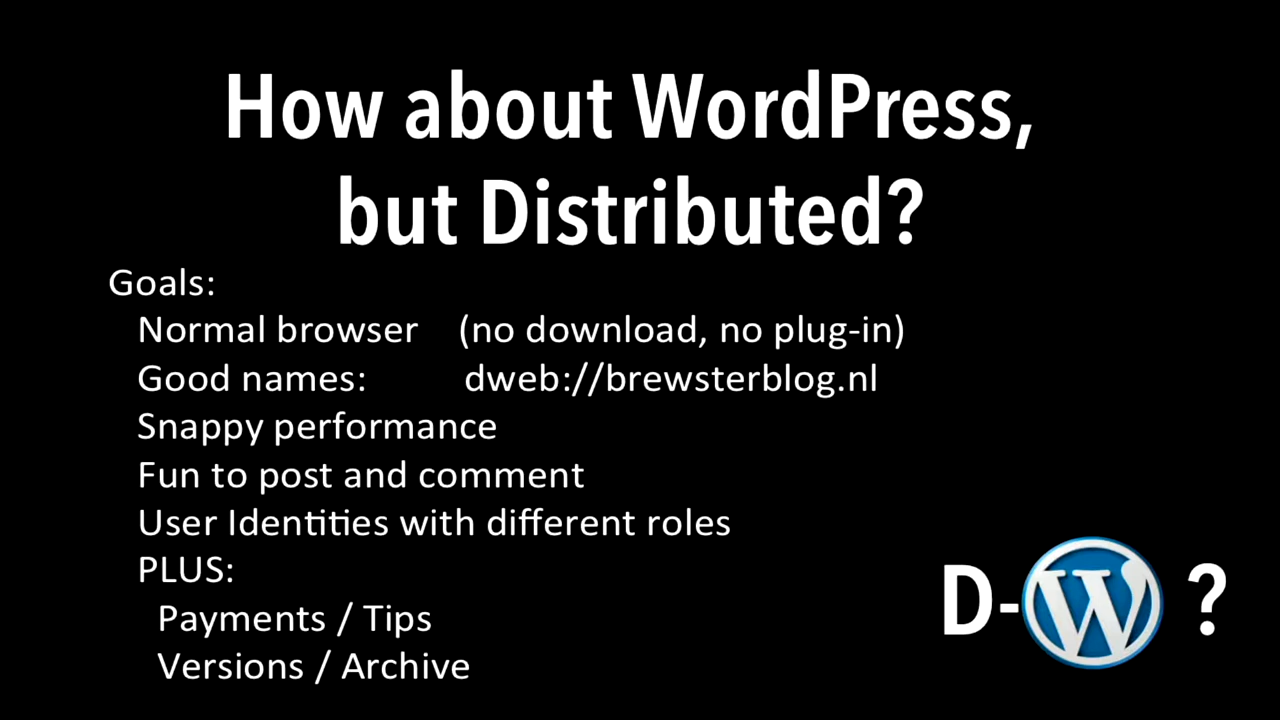 How about WordPress,
but Distributed?
Goals:
Normal browser (no download, no plug-in)
Good names: dweb://brewsterblog.nl
Snappy performance
Fun to post and comment
User Identities with different roles
PLUS:
Payments / Tips
Versions / Archive
D-W ?